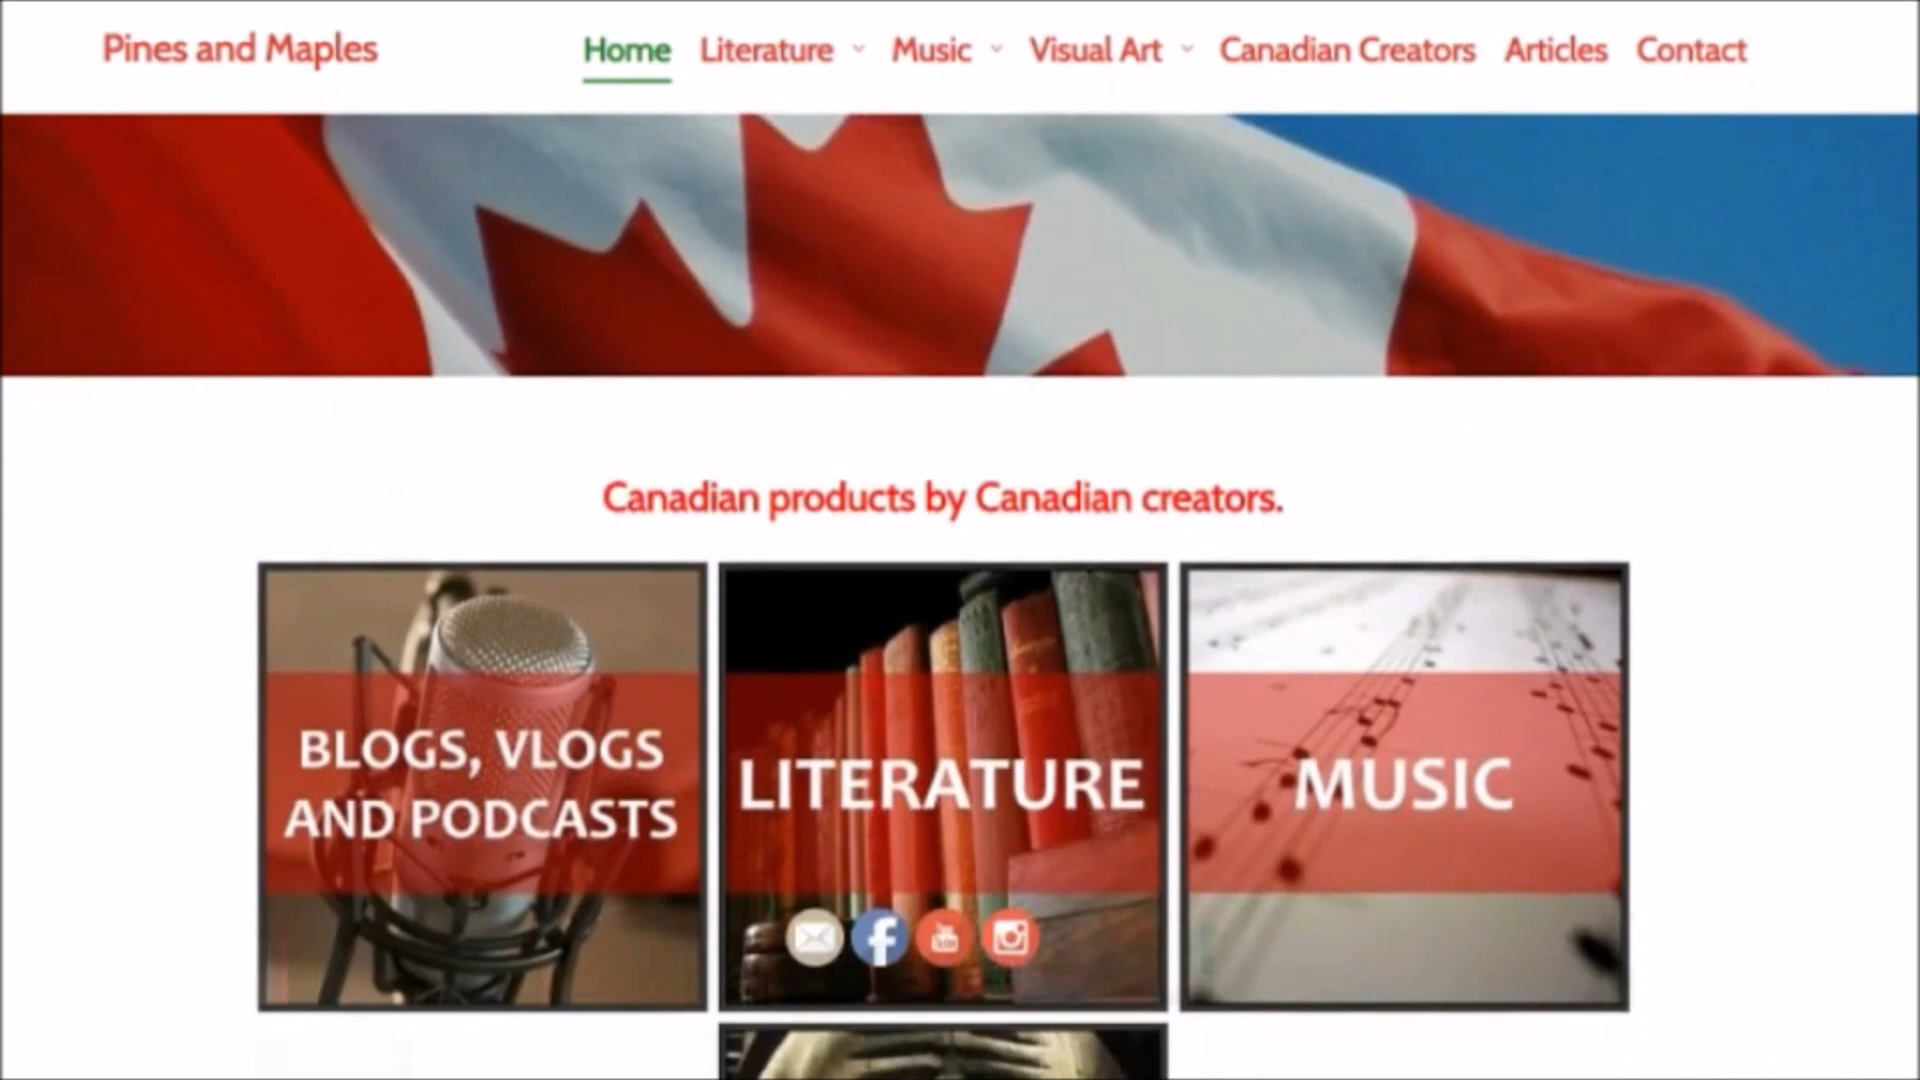 Pines and Maples
Home Literature Music Visual Art Canadian Creators Articles Contact
Canadian products by Canadian creators.
BLOGS, VLOGS
AND PODCASTS
LITERATURE
MUSIC